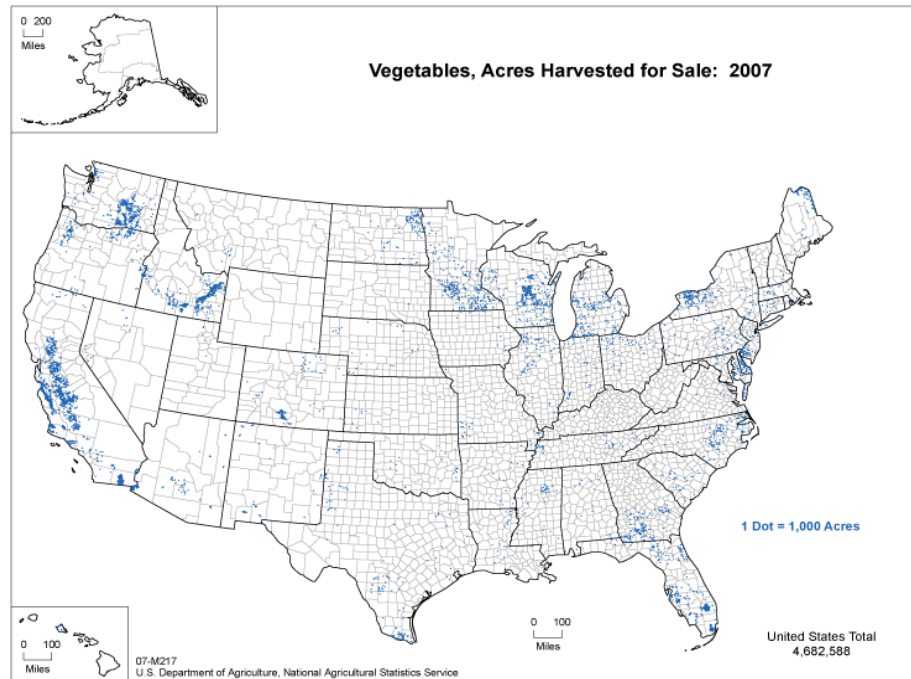 0 200
Miles
Vegetables, Acres Harvested for Sale: 2007
1 Dot = 1,000 Acres
0 100
Miles
0 100
Miles
United States Total
4,682,588
07-M217
U.S. Department of Agriculture, National Agricultural Statistics Service